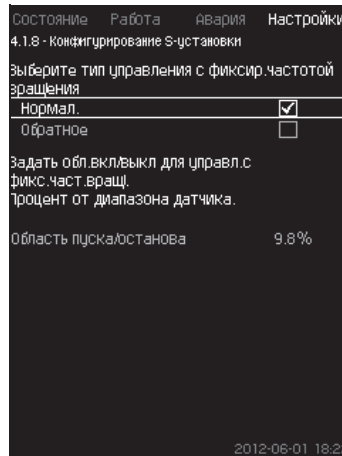 Состояние Работа Авария Настройки
4.1.8 - Конфигурирование S-установки
Выберите тип управления с фиксир.частотой
вращения
Нормал.
Обратное
Задать обл.вкл/выкл для управл.с
фикс.част.вращ.
Процент от диапазона датчика.
Область пуска/останова 9.8%
2012-06-01 18:2